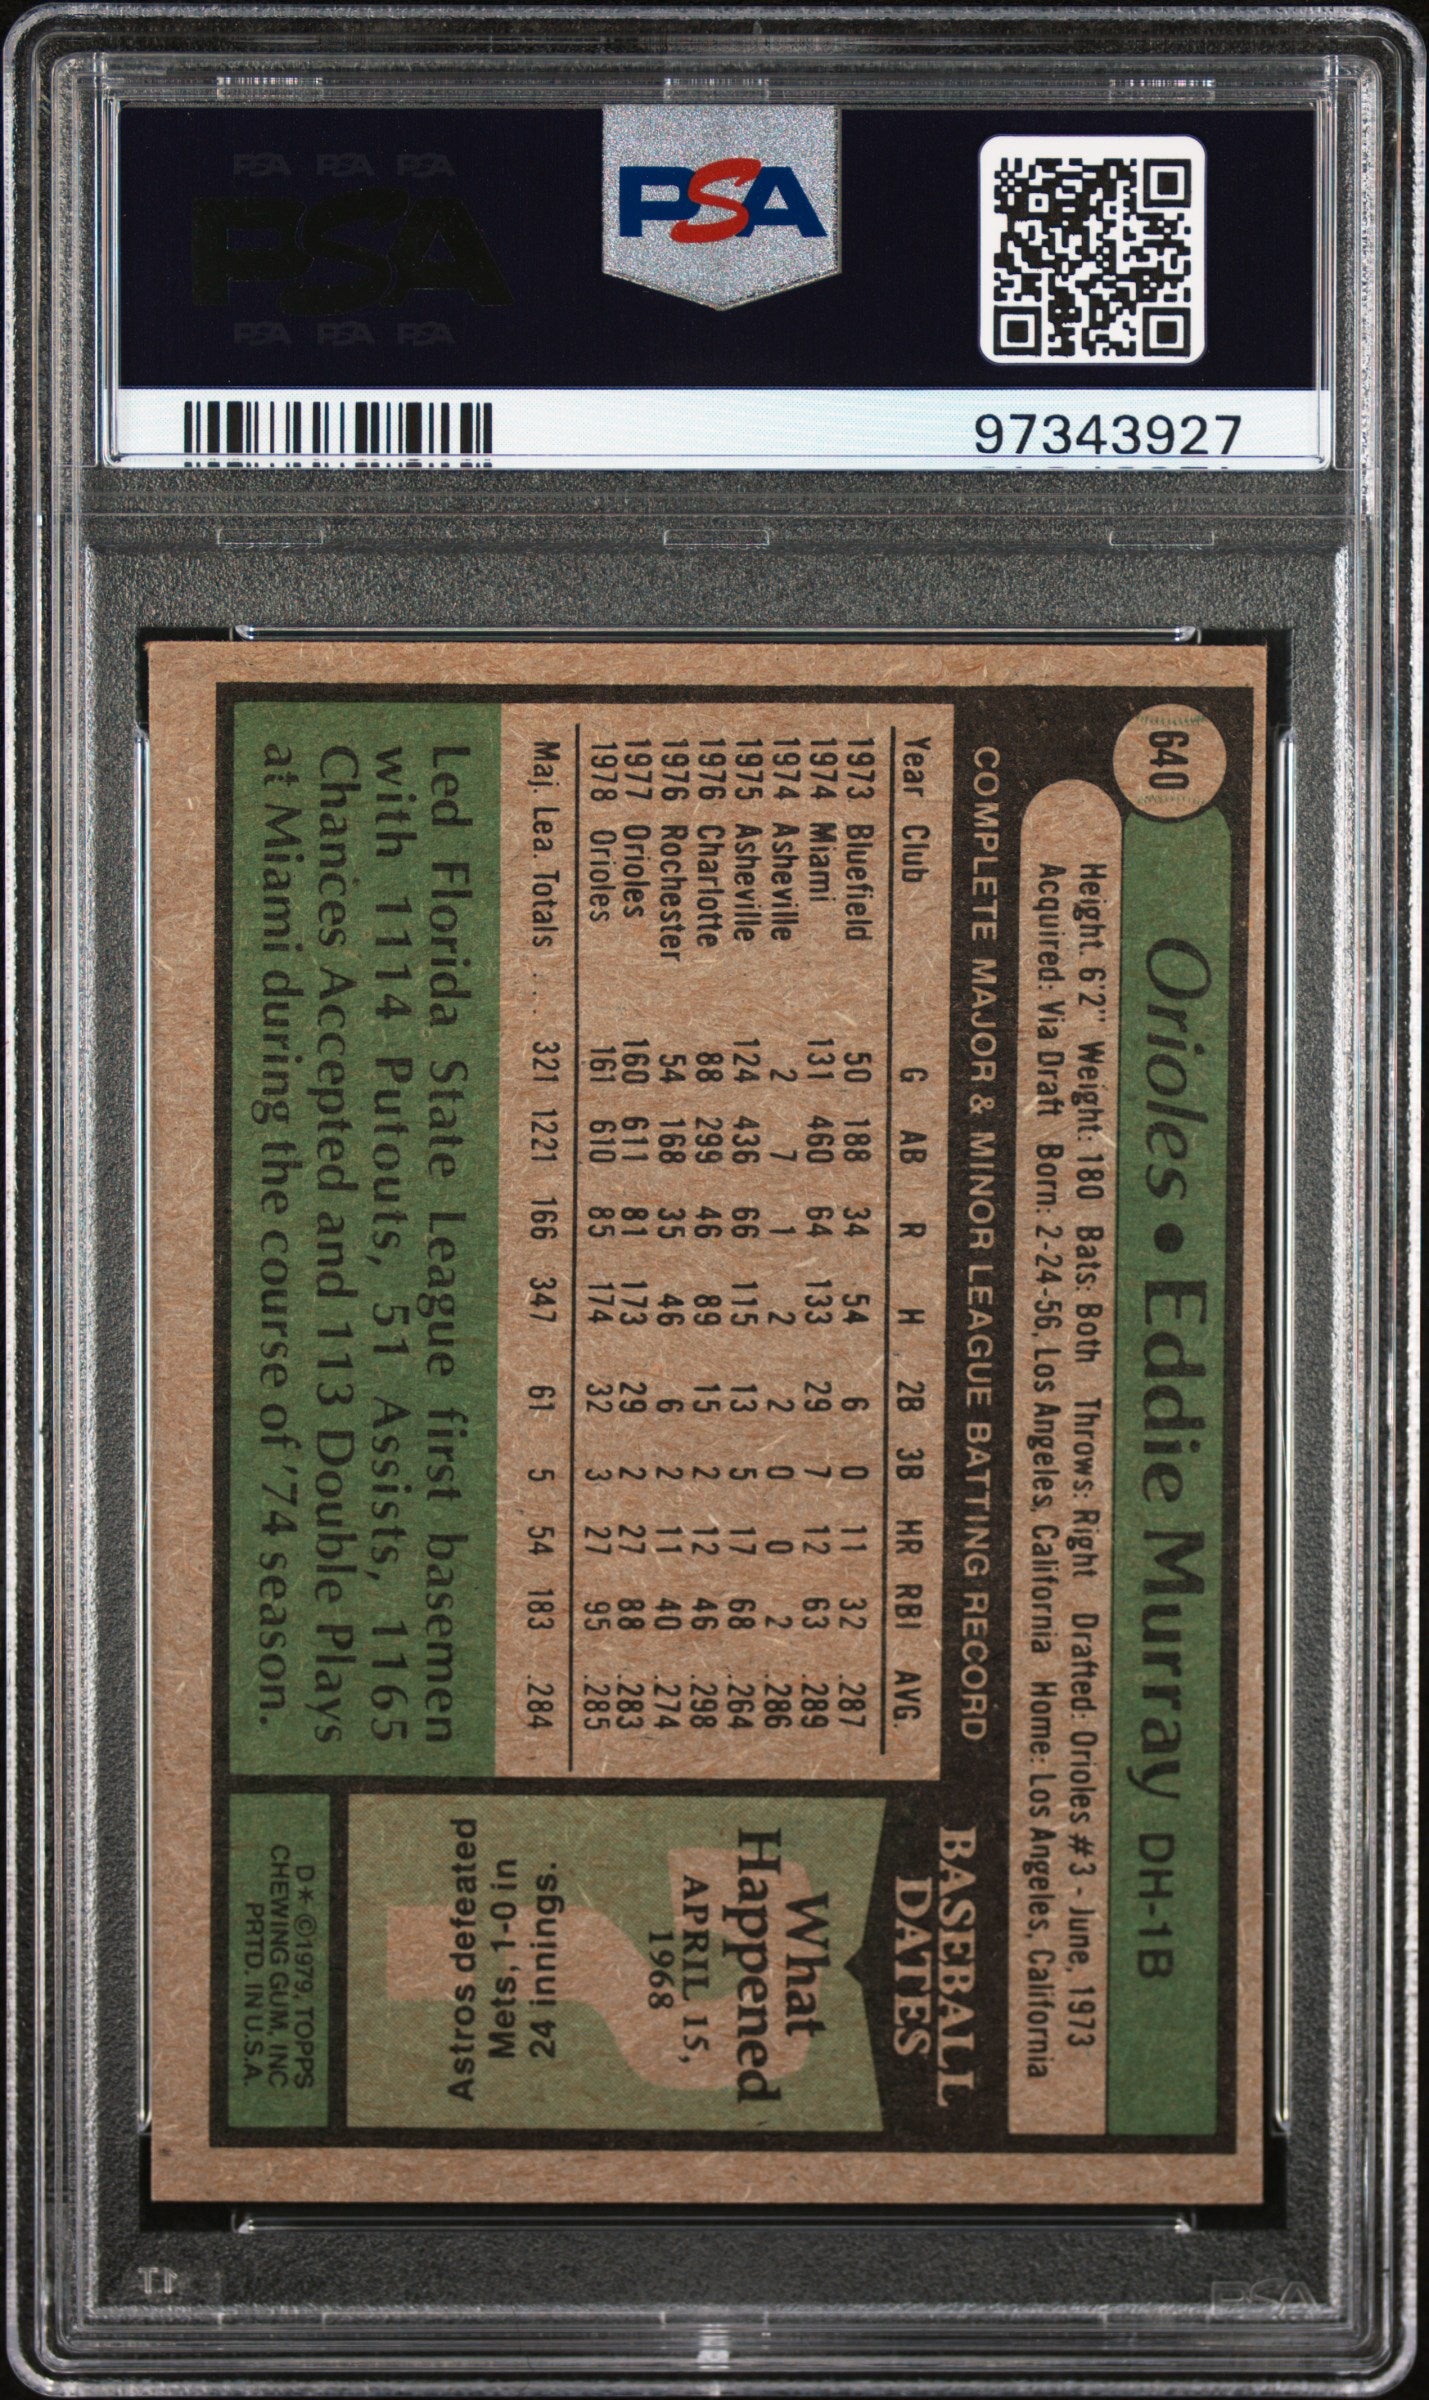 PSA PSA PSA
PSA
PSA PSA PSA
PSA
97343927
640
Orioles • Eddie Murray DH-1B
Height. 6'2" Weight: 180 Bats: Both Throws: Right Drafted: Orioles #3 - June, 1973
Acquired: Via Draft Born: 2-24-56, Los Angeles, California Home: Los Angeles, California
COMPLETE MAJOR & MINOR LEAGUE BATTING RECORD
Year Club G AB R H 2B 3B HR RBI AVG.
1973 Bluefield 50 188 34 54 6 0 11 32 .287
1974 Miami 131 460 64 133 29 7 12 63 .289
1974 Asheville 2 7 1 2 2 0 0 2 .286
1975 Asheville 124 436 66 115 13 5 17 68 .264
1976 Charlotte 88 299 46 89 15 2 12 46 .298
1976 Rochester 54 168 35 46 6 2 11 40 .274
1977 Orioles 160 611 81 173 29 2 27 88 .283
1978 Orioles 161 610 85 174 32 3 27 95 .285
Maj. Lea. Totals . . . 321 1221 166 347 61 5 54 183 .284
Led Florida State League first basemen
with 1114 Putouts, 51 Assists, 1165
Chances Accepted and 113 Double Plays
at Miami during the course of '74 season.
BASEBALL
DATES
What
Happened
APRIL 15,
1968
Astros defeated
Mets, 1-0 in
24 innings.
D* ©1979, TOPPS
CHEWING GUM, INC
PRTD. IN U.S.A.
PSA